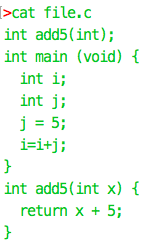 >cat file.c
int add5(int);
int main (void) {
  int i;
  int j;
  j = 5;
  i=i+j;
}
int add5(int x) {
  return x + 5;
}